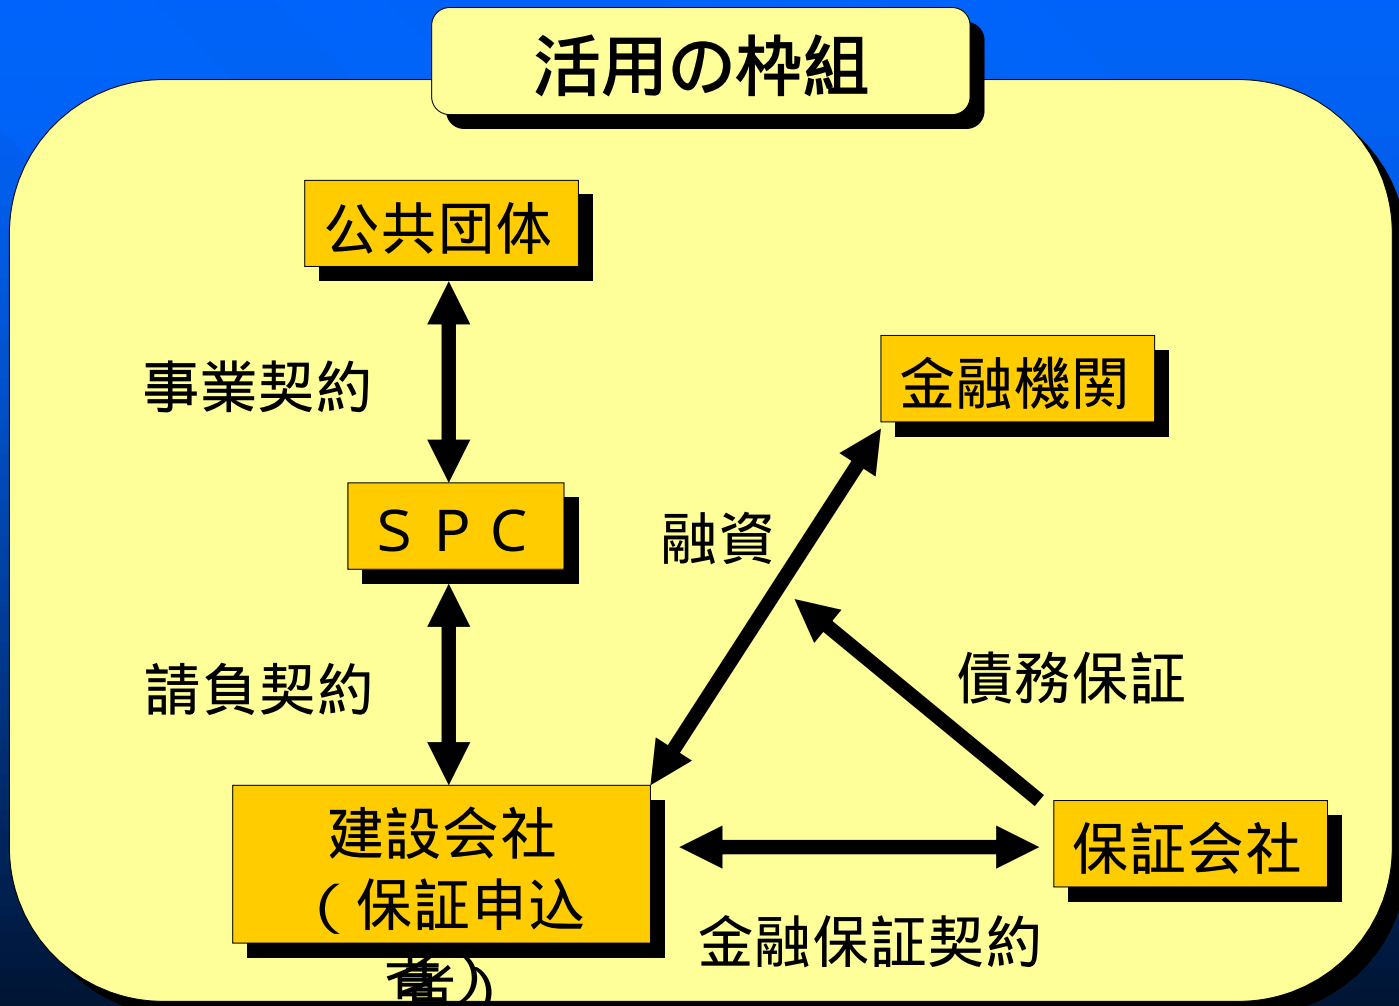 活用の枠組
公共団体
事業契約
金融機関
ＳＰＣ
融資
請負契約
債務保証
建設会社
（保証申込
者）
保証会社
金融保証契約